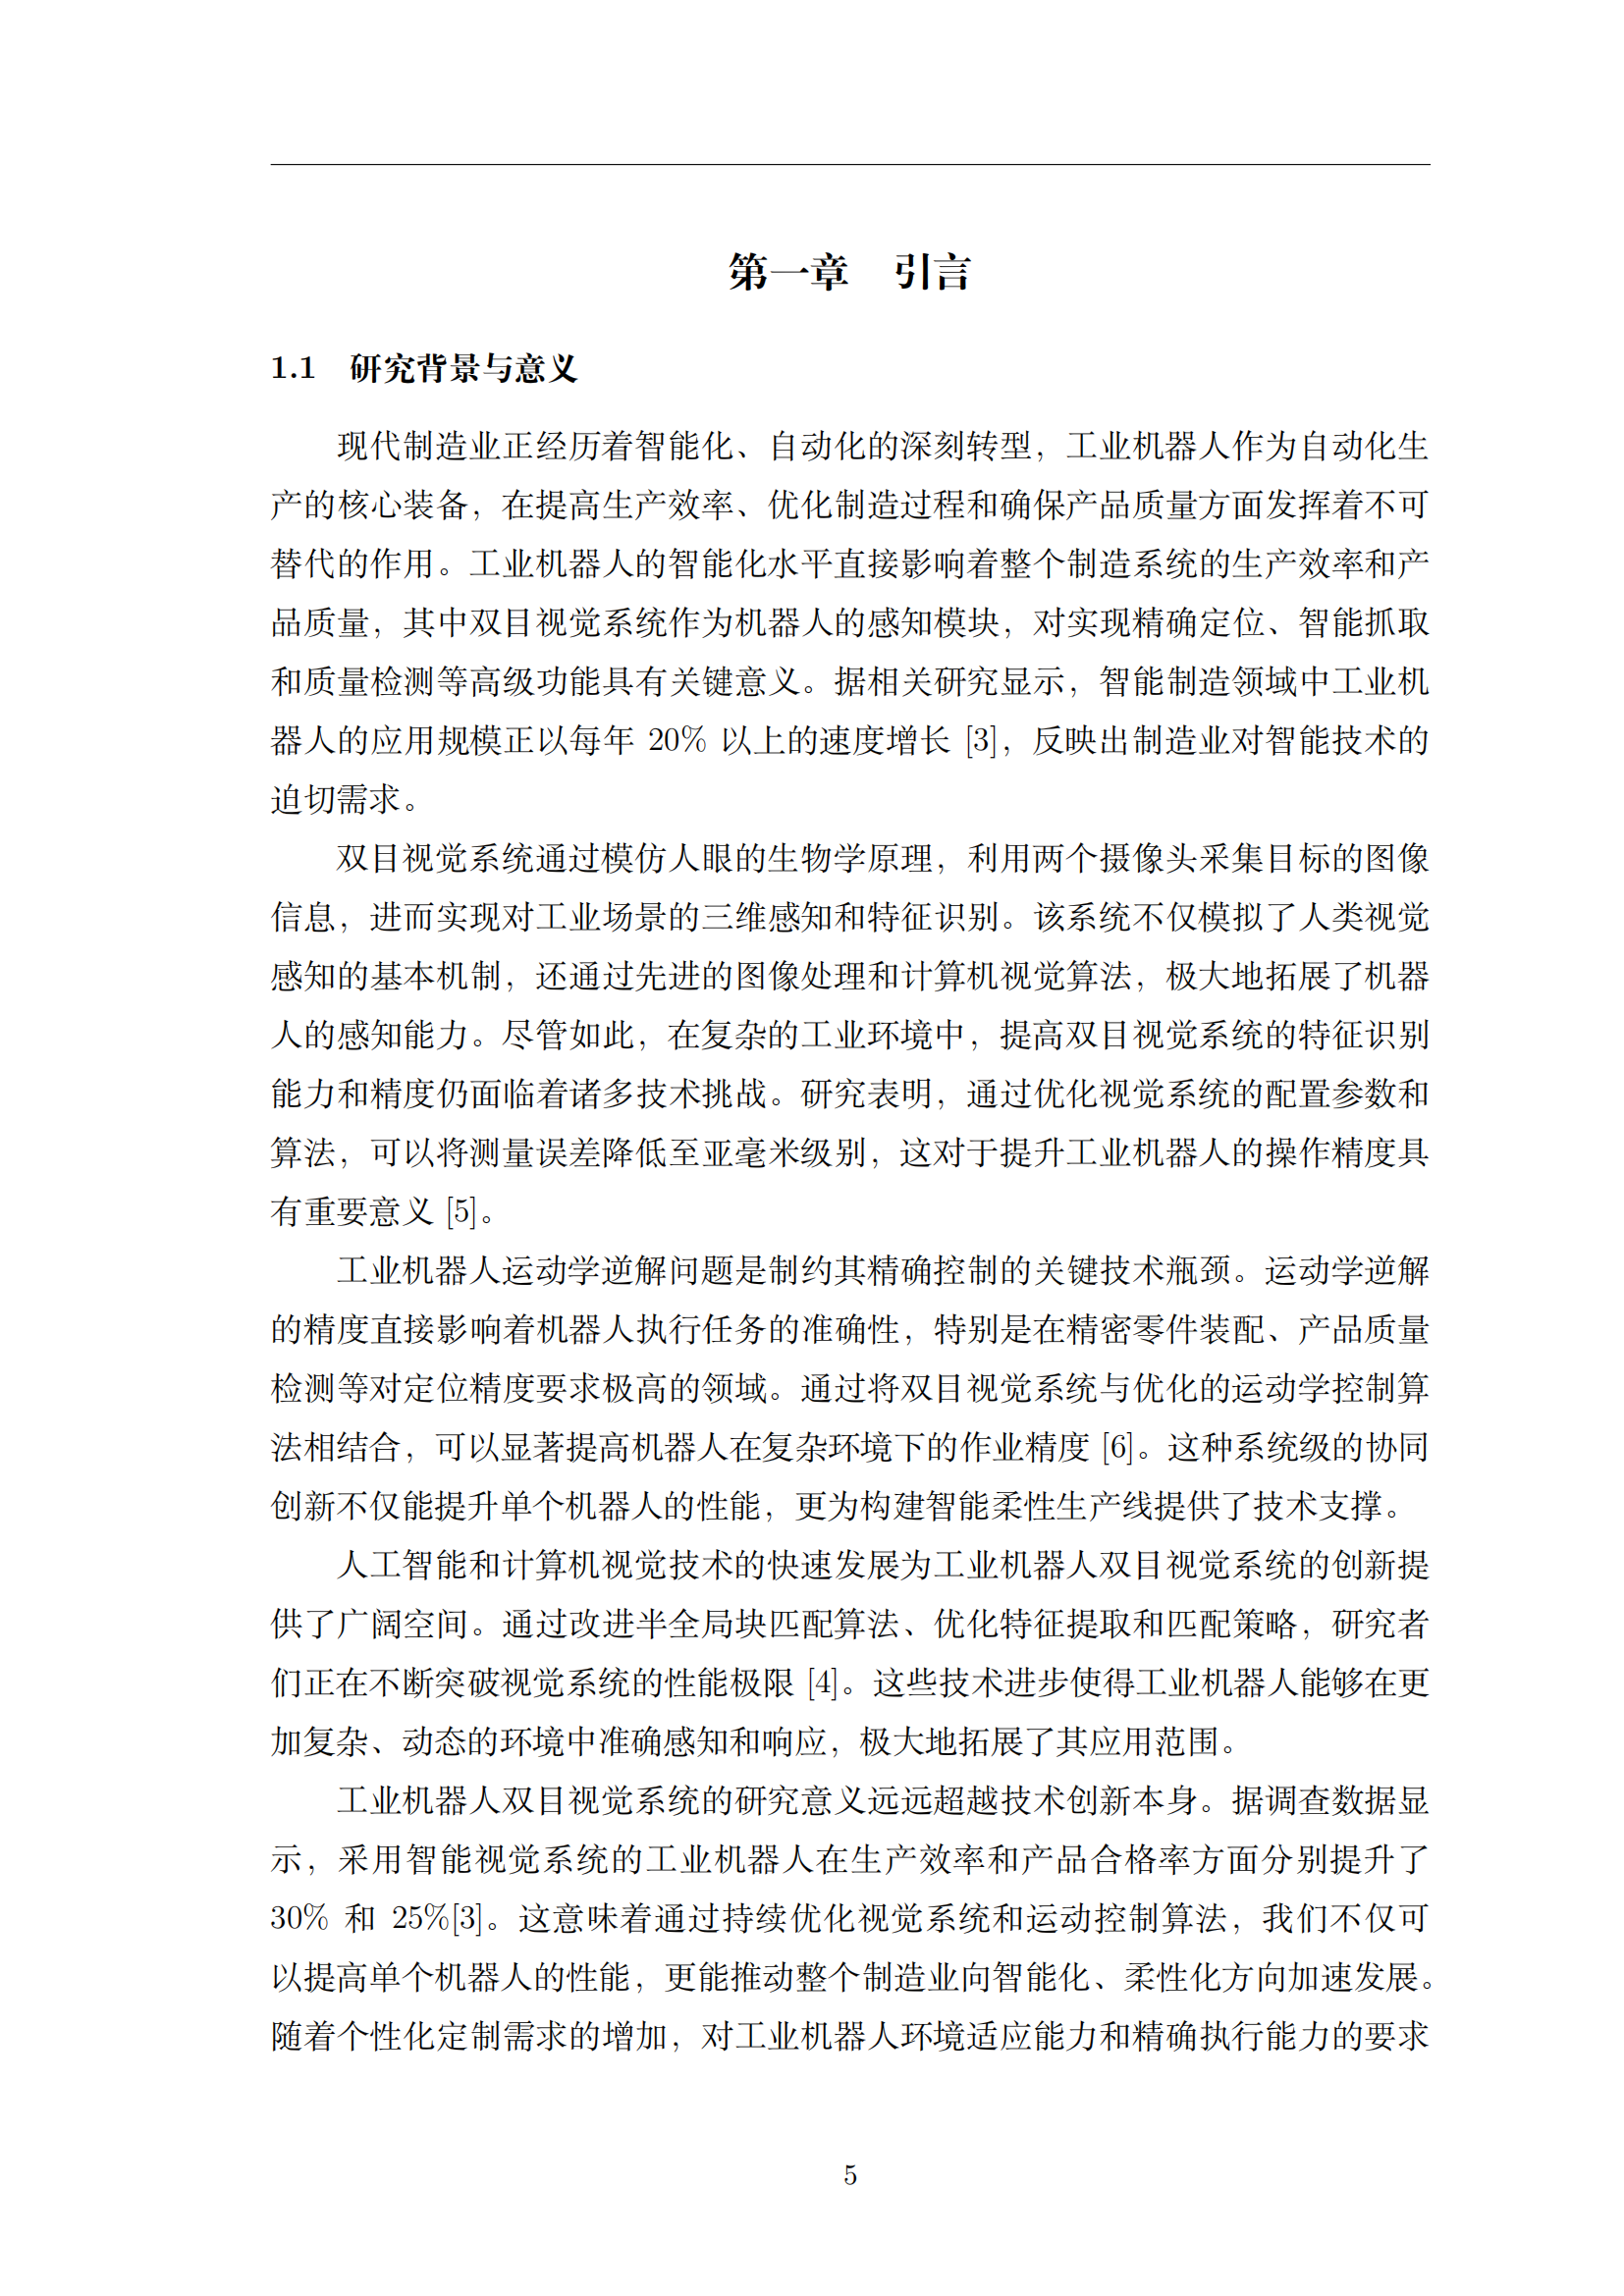 第一章 引言
1.1 研究背景与意义
现代制造业正经历着智能化、自动化的深刻转型，工业机器人作为自动化生
产的核心装备，在提高生产效率、优化制造过程和确保产品质量方面发挥着不可
替代的作用。工业机器人的智能化水平直接影响着整个制造系统的生产效率和产
品质量，其中双目视觉系统作为机器人的感知模块，对实现精确定位、智能抓取
和质量检测等高级功能具有关键意义。据相关研究显示，智能制造领域中工业机
器人的应用规模正以每年 20% 以上的速度增长 [3]，反映出制造业对智能技术的
迫切需求。
双目视觉系统通过模仿人眼的生物学原理，利用两个摄像头采集目标的图像
信息，进而实现对工业场景的三维感知和特征识别。该系统不仅模拟了人类视觉
感知的基本机制，还通过先进的图像处理和计算机视觉算法，极大地拓展了机器
人的感知能力。尽管如此，在复杂的工业环境中，提高双目视觉系统的特征识别
能力和精度仍面临着诸多技术挑战。研究表明，通过优化视觉系统的配置参数和
算法，可以将测量误差降低至亚毫米级别，这对于提升工业机器人的操作精度具
有重要意义 [5]。
工业机器人运动学逆解问题是制约其精确控制的关键技术瓶颈。运动学逆解
的精度直接影响着机器人执行任务的准确性，特别是在精密零件装配、产品质量
检测等对定位精度要求极高的领域。通过将双目视觉系统与优化的运动学控制算
法相结合，可以显著提高机器人在复杂环境下的作业精度 [6]。这种系统级的协同
创新不仅能提升单个机器人的性能，更为构建智能柔性生产线提供了技术支撑。
人工智能和计算机视觉技术的快速发展为工业机器人双目视觉系统的创新提
供了广阔空间。通过改进半全局块匹配算法、优化特征提取和匹配策略，研究者
们正在不断突破视觉系统的性能极限 [4]。这些技术进步使得工业机器人能够在更
加复杂、动态的环境中准确感知和响应，极大地拓展了其应用范围。
工业机器人双目视觉系统的研究意义远远超越技术创新本身。据调查数据显
示，采用智能视觉系统的工业机器人在生产效率和产品合格率方面分别提升了
30% 和 25%[3]。这意味着通过持续优化视觉系统和运动控制算法，我们不仅可
以提高单个机器人的性能，更能推动整个制造业向智能化、柔性化方向加速发展。
随着个性化定制需求的增加，对工业机器人环境适应能力和精确执行能力的要求
5